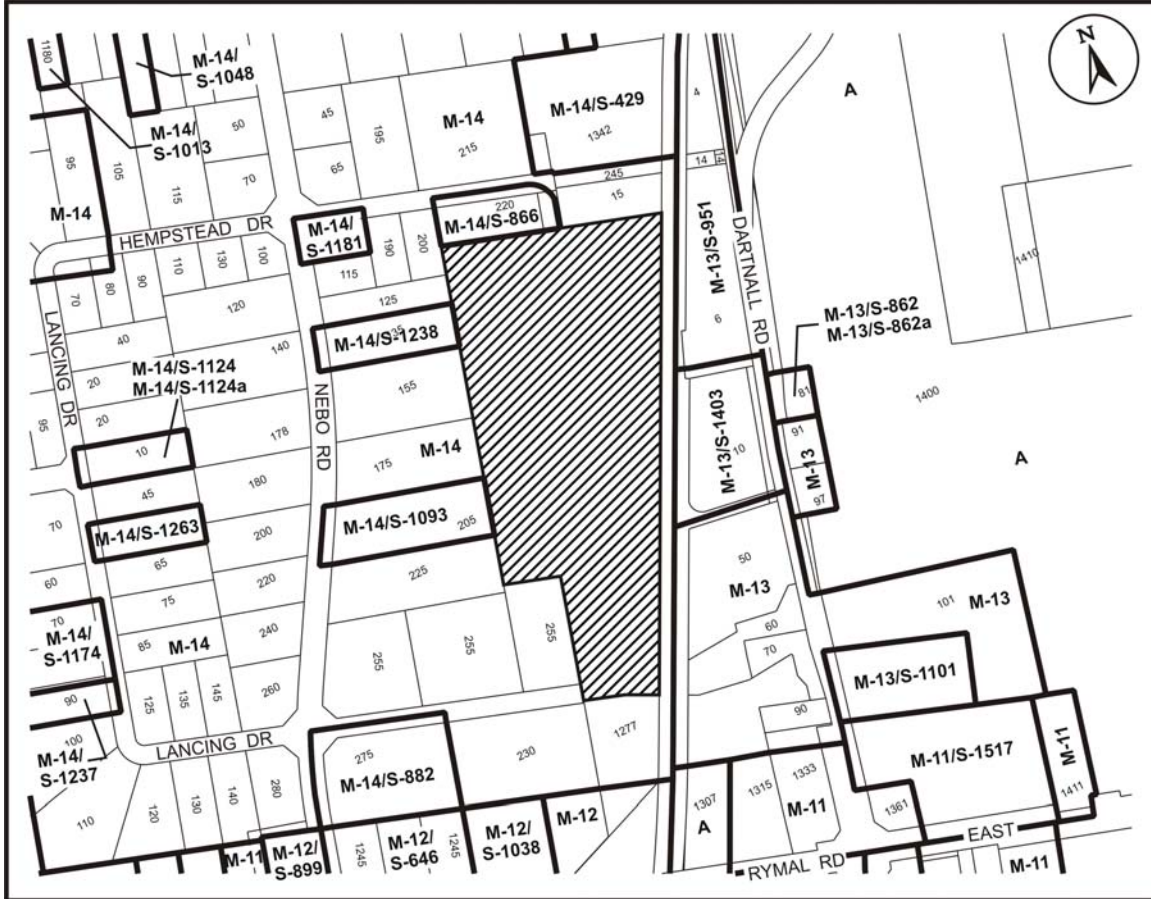 N
1180
M-14/
S-1048
M-14/
S-1013
50
70
45
65
195
M-14
215
M-14/S-429
1342
4
A
95
105
115
M-14
14
14
245
15
220
M-14/S-866
HEMPSTEAD DR
M-14/
S-1181
190
200
115
125
M-13/S-951
6
DARTNALL RD
1410
70
80
90
110
130
100
120
LANCING DR
40
140
135
M-14/S-1238
M-13/S-862
M-13/S-862a
81
1400
20
M-14/S-1124
M-14/S-1124a
155
NEBO RD
20
95
10
178
M-14
175
M-13/S-1403
10
91
M-13
97
A
45
180
M-14/S-1093
205
70
M-14/S-1263
200
65
225
60
75
220
50
M-13
101
M-13
70
M-14/
S-1174
85
M-14
240
60
70
255
255
255
M-13/S-1101
90
125
135
145
260
90
100
M-14/
S-1237
LANCING DR
275
M-14/S-882
230
1277
M-11/S-1517
M-11
1411
110
120
130
140
280
1307
A
1315
1333
M-11
1361
M-11
M-12/
S-899
1245
M-12/
S-646
1245
M-12/
S-1038
M-12
RYMAL RD
EAST
M-11